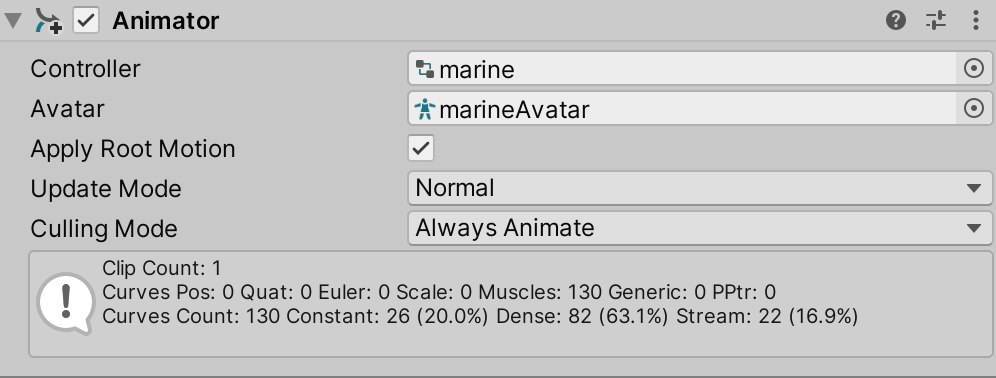 Animator
Controller marine
Avatar marineAvatar
Apply Root Motion
Update Mode Normal
Culling Mode Always Animate
Clip Count: 1
Curves Pos: 0 Quat: 0 Euler: 0 Scale: 0 Muscles: 130 Generic: 0 PPtr: 0
Curves Count: 130 Constant: 26 (20.0%) Dense: 82 (63.1%) Stream: 22 (16.9%)